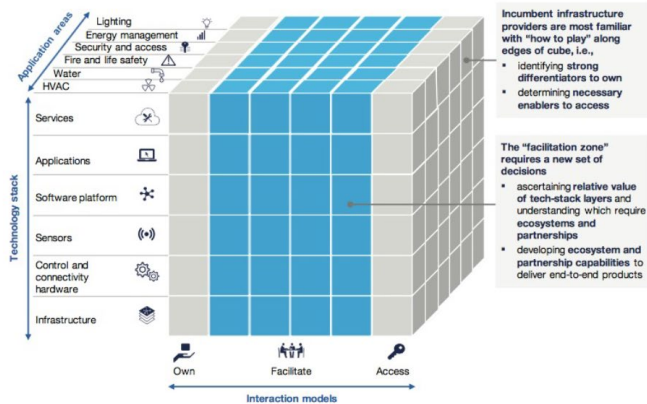 Application areas
Lighting
Energy management
Security and access
Fire and life safety
Water
HVAC
Technology stack
Services
Applications
Software platform
Sensors
Control and
connectivity
hardware
Infrastructure
Own
Facilitate
Access
Interaction models
Incumbent infrastructure
providers are most familiar
with "how to play" along
edges of cube, i.e.,
▪ identifying strong
differentiators to own
▪ determining necessary
enablers to access
The "facilitation zone"
requires a new set of
decisions
▪ ascertaining relative value
of tech-stack layers and
understanding which require
ecosystems and
partnerships
▪ developing ecosystem and
partnership capabilities to
deliver end-to-end products